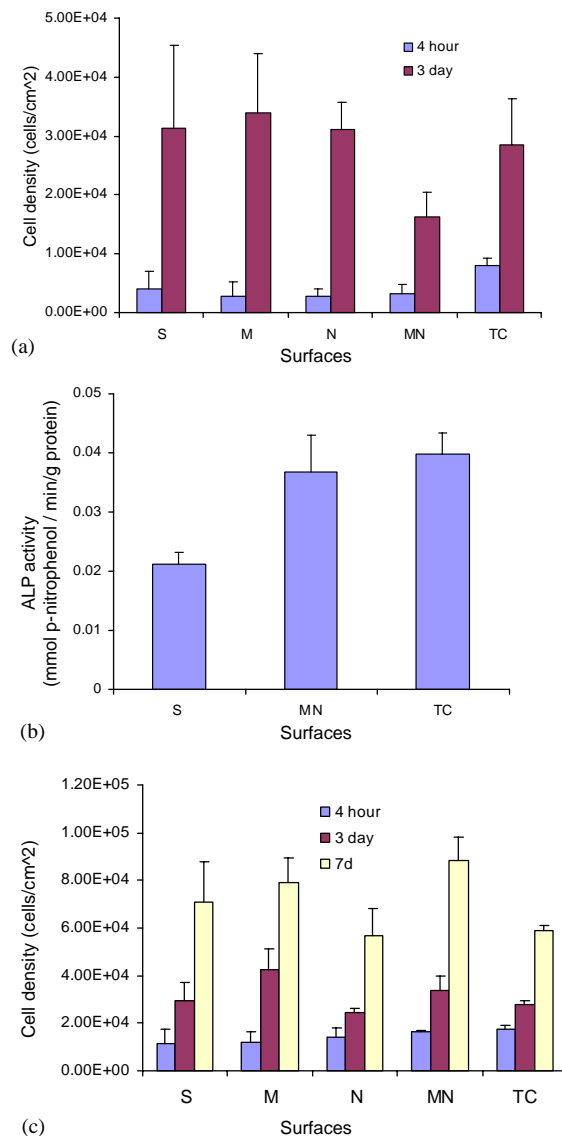 5.00E+04
4.00E+04
3.00E+04
2.00E+04
1.00E+04
0.00E+00
Cell density (cells/cm^2)
4 hour
3 day
S M N MN TC
Surfaces
(a)
0.05
0.04
0.03
0.02
0.01
0
ALP activity
(mmol p-nitrophenol / min/g protein)
S MN TC
Surfaces
(b)
1.20E+05
1.00E+05
8.00E+04
6.00E+04
4.00E+04
2.00E+04
0.00E+00
Cell density (cells/cm^2)
4 hour
3 day
7d
S M N MN TC
Surfaces
(c)